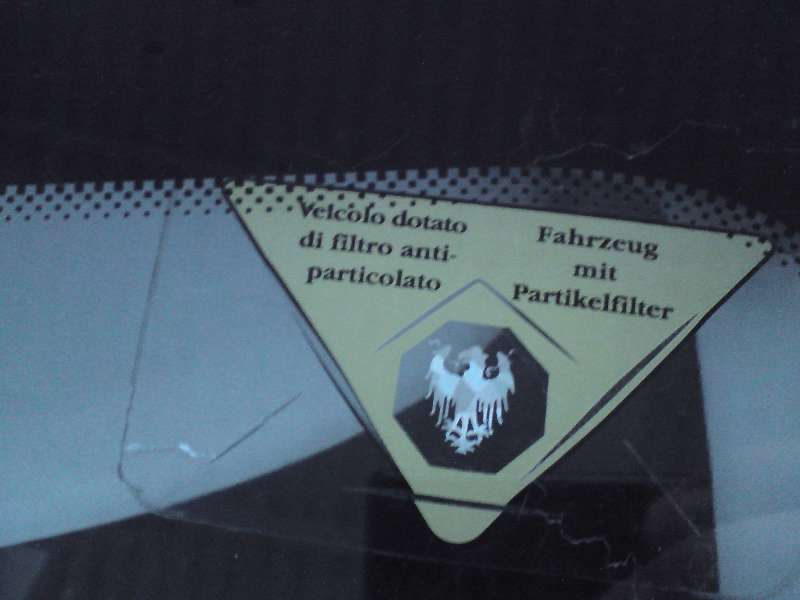 Veicolo dotato
di filtro anti-
particolato
Fahrzeug
mit
Partikelfilter